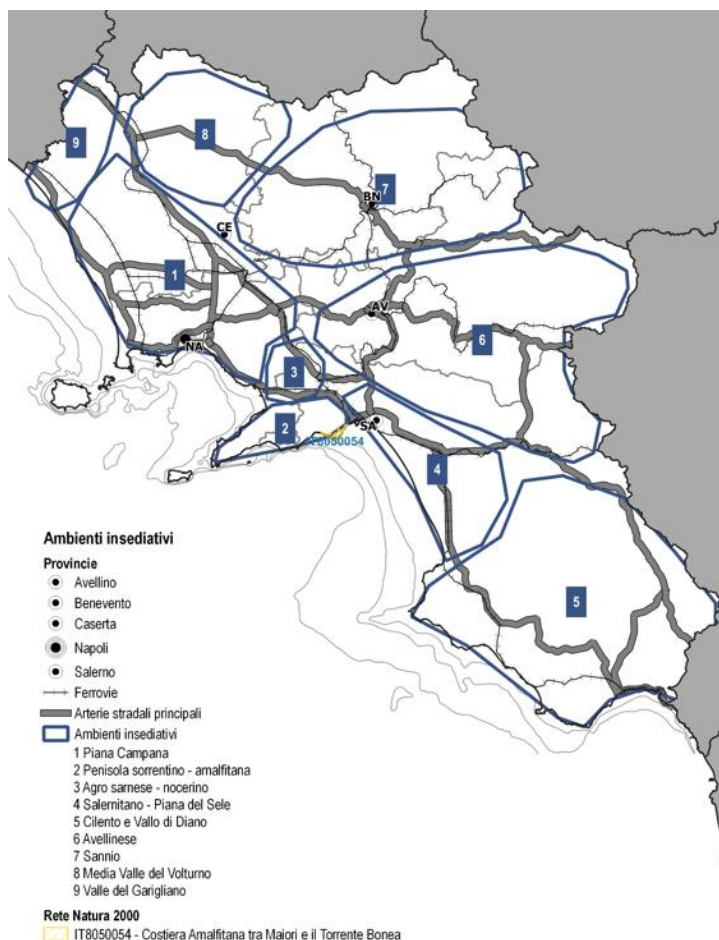 9
8
7
BN
CE
1
AV
NA
6
3
2
SA
IT8050054
4
5
Ambienti insediativi
Provincie
Avellino
Benevento
Caserta
Napoli
Salerno
Ferrovie
Arterie stradali principali
Ambienti insediativi
1 Piana Campana
2 Penisola sorrentino - amalfitana
3 Agro sarnese - nocerino
4 Salernitano - Piana del Sele
5 Cilento e Vallo di Diano
6 Avellinese
7 Sannio
8 Media Valle del Volturno
9 Valle del Garigliano
Rete Natura 2000
IT8050054 - Costiera Amalfitana tra Maiori e il Torrente Bonea